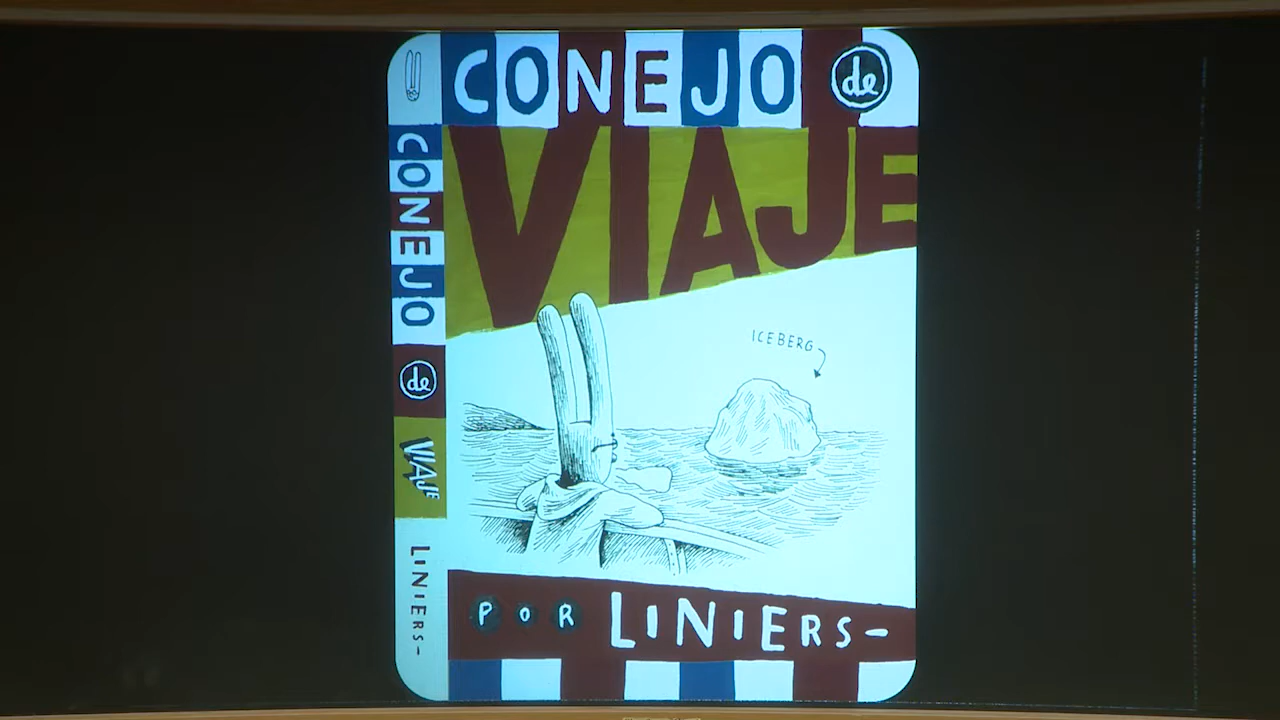 CONEJO de
VIAJE
ICEBERG
POR LINIERS-
CONEJO
de
VIAJE
LINIERS-